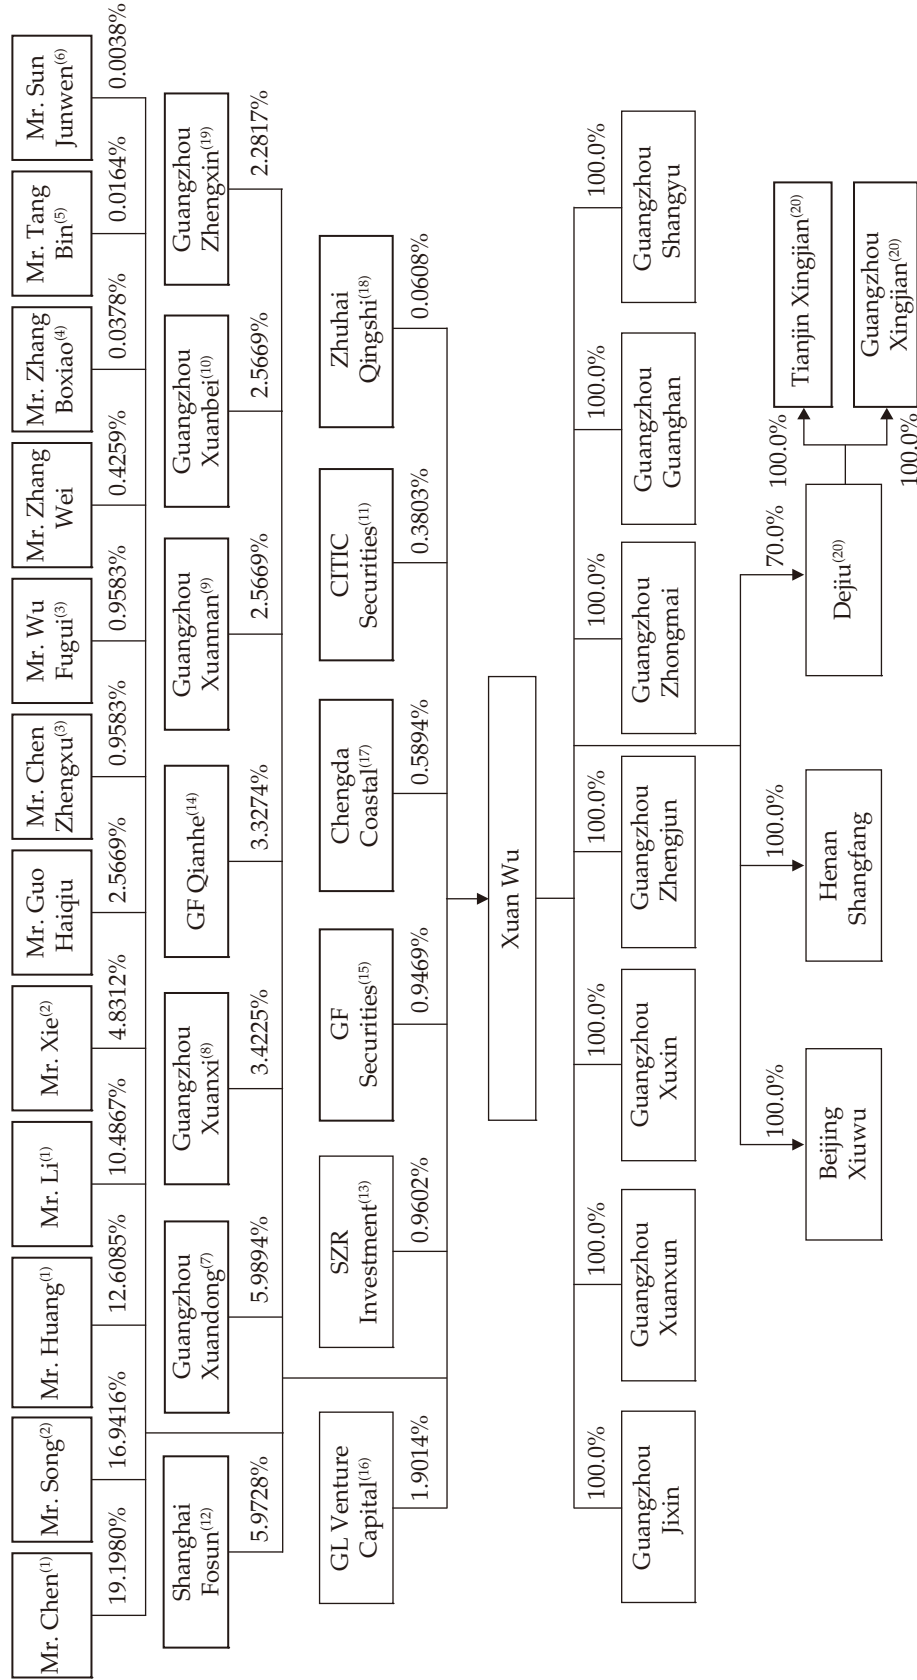 Mr. Chen(1)
Mr. Song(2)
Mr. Huang(1)
Mr. Li(1)
Mr. Xie(2)
Mr. Guo
Haiqiu
Mr. Chen
Zhengxu(3)
Mr. Wu
Fugui(3)
Mr. Zhang
Wei
Mr. Zhang
Boxiao(4)
Mr. Tang
Bin(5)
Mr. Sun
Junwen(6)
19.1980%
16.9416%
12.6085%
10.4867%
4.8312%
2.5669%
0.9583%
0.9583%
0.4259%
0.0378%
0.0164%
0.0038%
Shanghai
Fosun(12)
Guangzhou
Xuandong(7)
Guangzhou
Xuanxi(8)
GF Qianhe(14)
Guangzhou
Xuannan(9)
Guangzhou
Xuanbei(10)
Guangzhou
Zhengxin(19)
5.9728%
5.9894%
3.4225%
3.3274%
2.5669%
2.5669%
2.2817%
GL Venture
Capital(16)
SZR
Investment(13)
GF
Securities(15)
Chengda
Coastal(17)
CITIC
Securities(11)
Zhuhai
Qingshi(18)
1.9014%
0.9602%
0.9469%
0.5894%
0.3803%
0.0608%
Xuan Wu
100.0%
100.0%
100.0%
100.0%
100.0%
100.0%
100.0%
Guangzhou
Jixin
Guangzhou
Xuanxun
Guangzhou
Xuxin
Guangzhou
Zhengjun
Guangzhou
Zhongmai
Guangzhou
Guanghan
Guangzhou
Shangyu
100.0%
100.0%
70.0%
Beijing
Xiuwu
Henan
Shangfang
Dejiu(20)
100.0%
Tianjin Xingjian(20)
100.0%
Guangzhou
Xingjian(20)